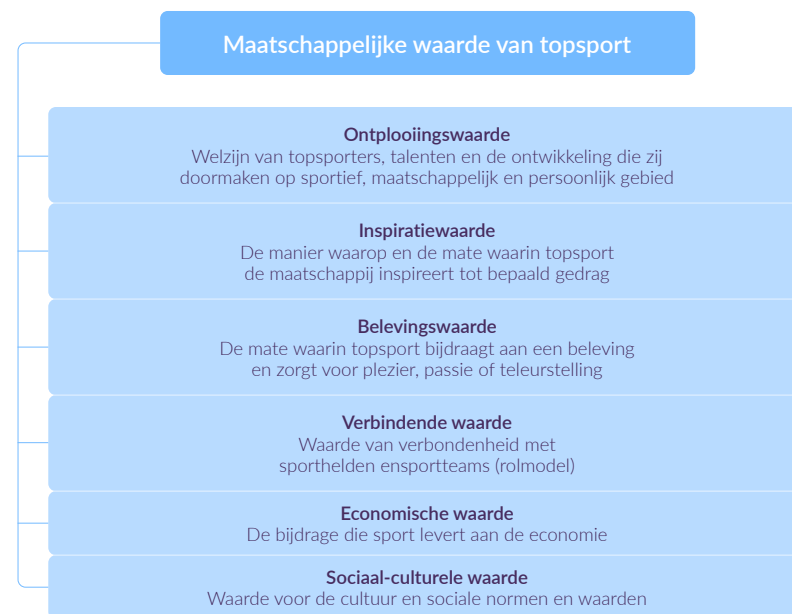 Maatschappelijke waarde van topsport
Ontplooiingswaarde
Welzijn van topsporters, talenten en de ontwikkeling die zij
doormaken op sportief, maatschappelijk en persoonlijk gebied
Inspiratiewaarde
De manier waarop en de mate waarin topsport
de maatschappij inspireert tot bepaald gedrag
Belevingswaarde
De mate waarin topsport bijdraagt aan een beleving
en zorgt voor plezier, passie of teleurstelling
Verbindende waarde
Waarde van verbondenheid met
sporthelden ensportteams (rolmodel)
Economische waarde
De bijdrage die sport levert aan de economie
Sociaal-culturele waarde
Waarde voor de cultuur en sociale normen en waarden